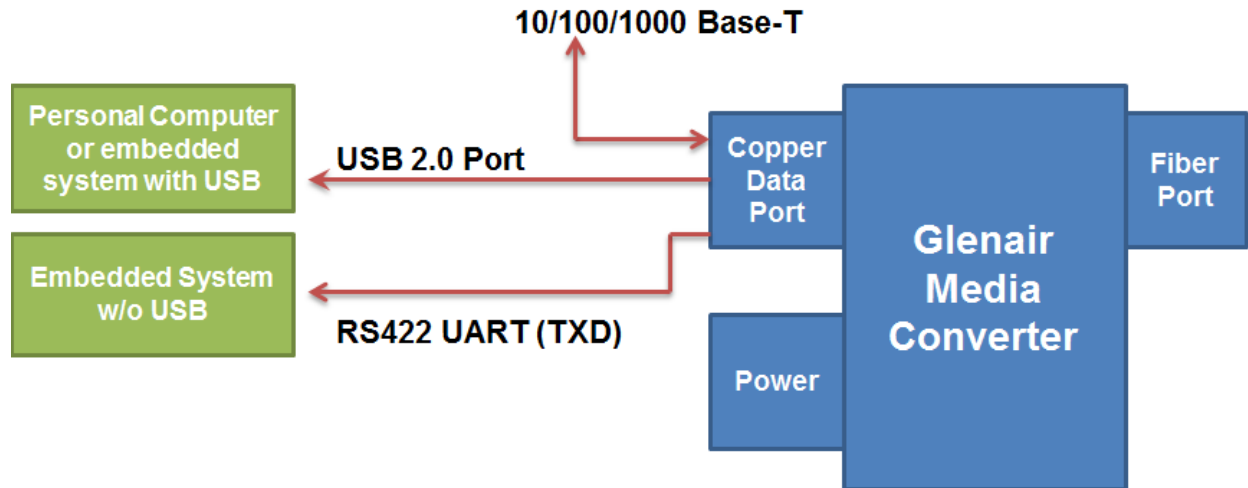 10/100/1000 Base-T
Personal Computer
or embedded
system with USB
USB 2.0 Port
Copper
Data
Port
Fiber
Port
Glenair
Media
Converter
Embedded System
w/o USB
RS422 UART (TXD)
Power